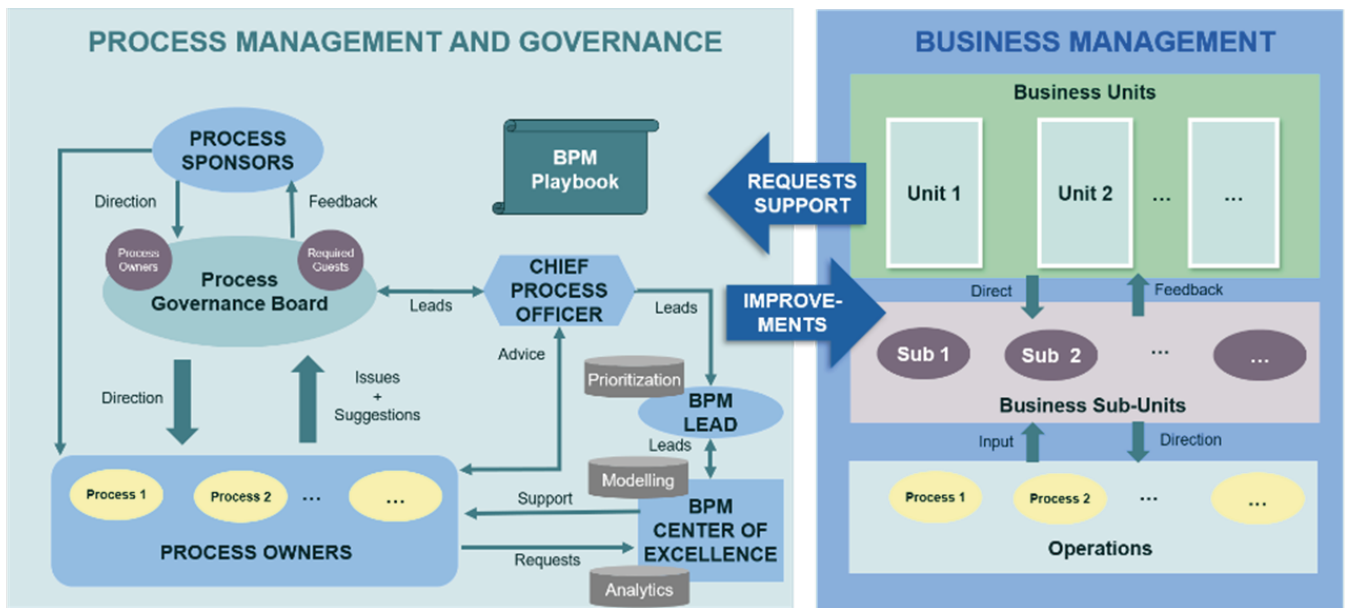 PROCESS MANAGEMENT AND GOVERNANCE
PROCESS
SPONSORS
Direction
Feedback
Process
Owners
Required
Guests
Process
Governance Board
BPM
Playbook
Leads
CHIEF
PROCESS
OFFICER
Leads
Advice
Prioritization
BPM
LEAD
Leads
Direction
Issues
+
Suggestions
Process 1
Process 2
...
...
PROCESS OWNERS
Support
Requests
Modelling
BPM
CENTER OF
EXCELLENCE
Analytics
REQUESTS
SUPPORT
IMPROVE-
MENTS
BUSINESS MANAGEMENT
Business Units
Unit 1
Unit 2
...
...
Direct
Feedback
Sub 1
Sub 2
...
...
Business Sub-Units
Input
Direction
Process 1
Process 2
...
...
Operations